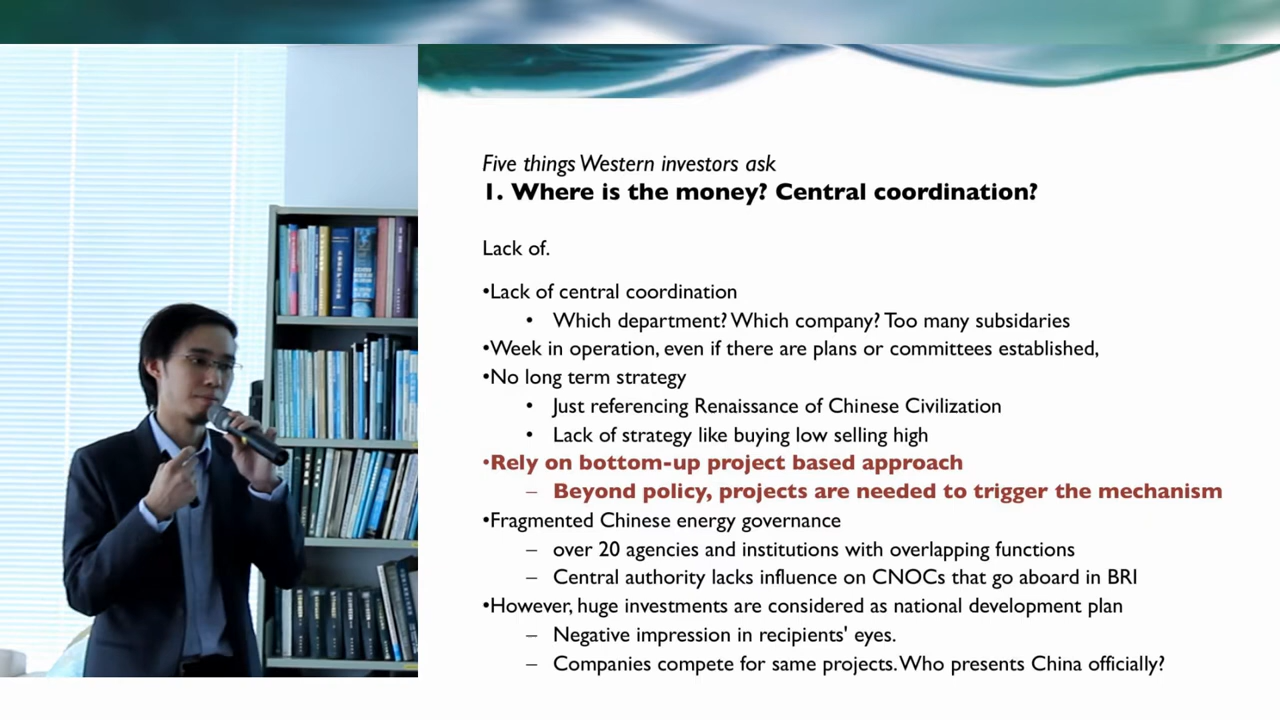 Five things Western investors ask
1. Where is the money? Central coordination?
Lack of.
•Lack of central coordination
• Which department? Which company? Too many subsidaries
•Week in operation, even if there are plans or committees established,
•No long term strategy
• Just referencing Renaissance of Chinese Civilization
• Lack of strategy like buying low selling high
•Rely on bottom-up project based approach
– Beyond policy, projects are needed to trigger the mechanism
•Fragmented Chinese energy governance
– over 20 agencies and institutions with overlapping functions
– Central authority lacks influence on CNOCs that go aboard in BRI
•However, huge investments are considered as national development plan
– Negative impression in recipients' eyes.
– Companies compete for same projects. Who presents China officially?